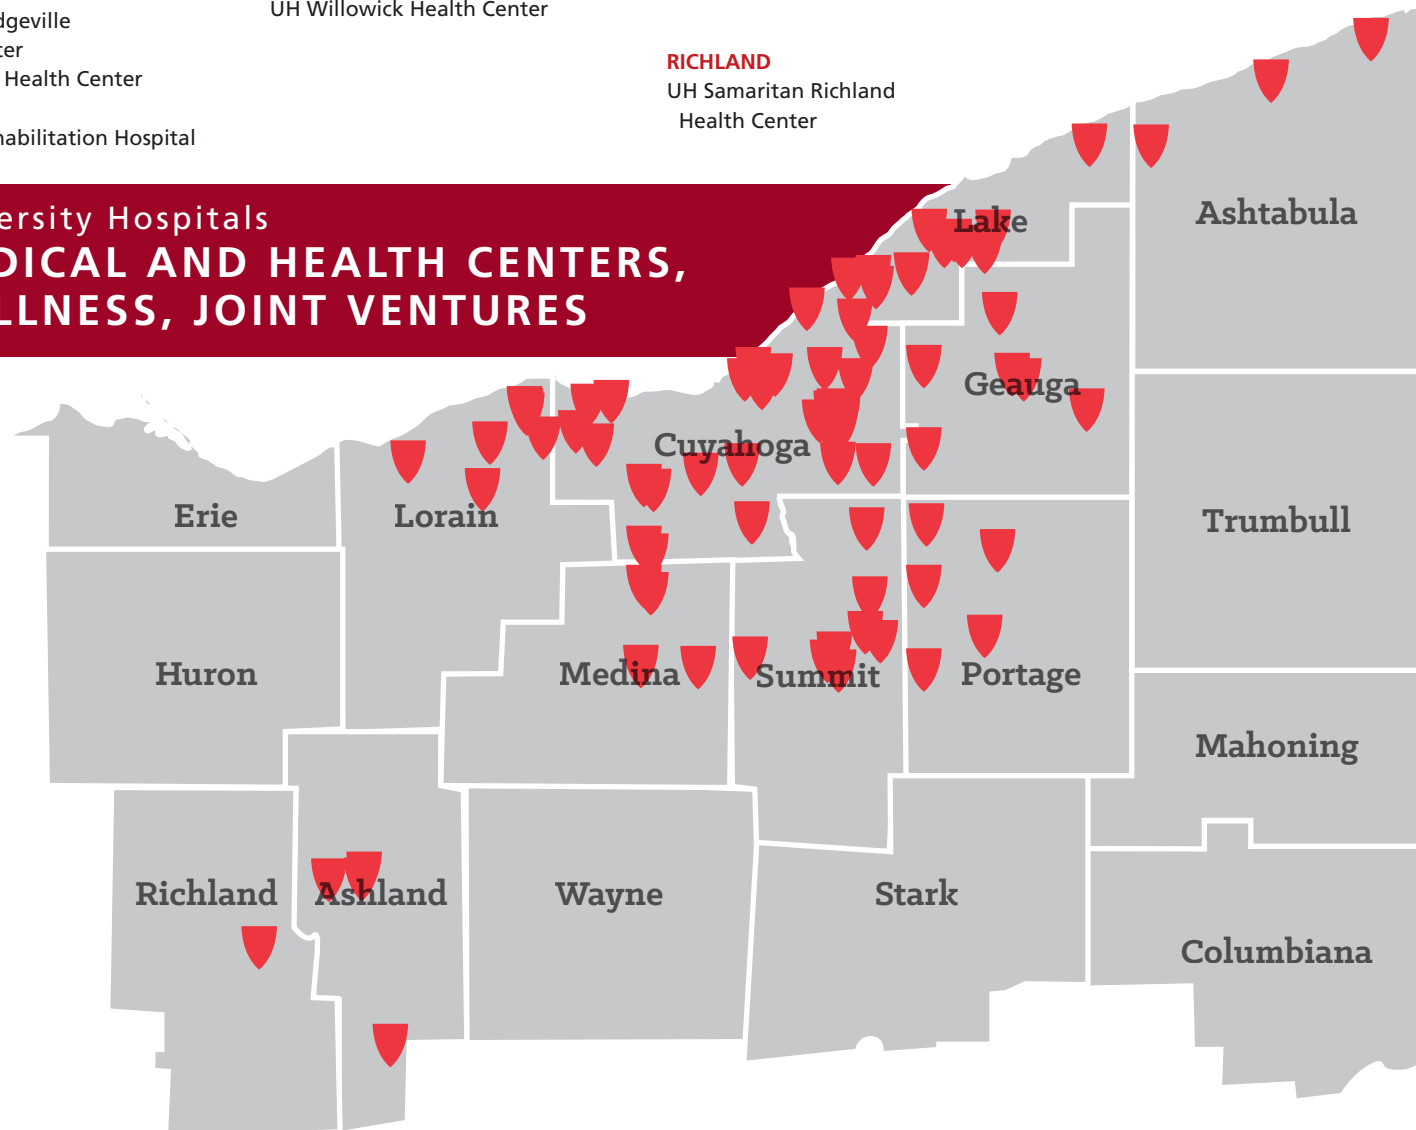 dgeville
ter
Health Center
nabilitation Hospital
UH Willowick Health Center
RICHLAND
UH Samaritan Richland
Health Center
ersity Hospitals
DICAL AND HEALTH CENTERS,
LLNESS, JOINT VENTURES
Lake
Ashtabula
Geauga
Cuyahoga
Erie
Lorain
Trumbull
Huron
Medina
Summit
Portage
Mahoning
Richland
Ashland
Wayne
Stark
Columbiana